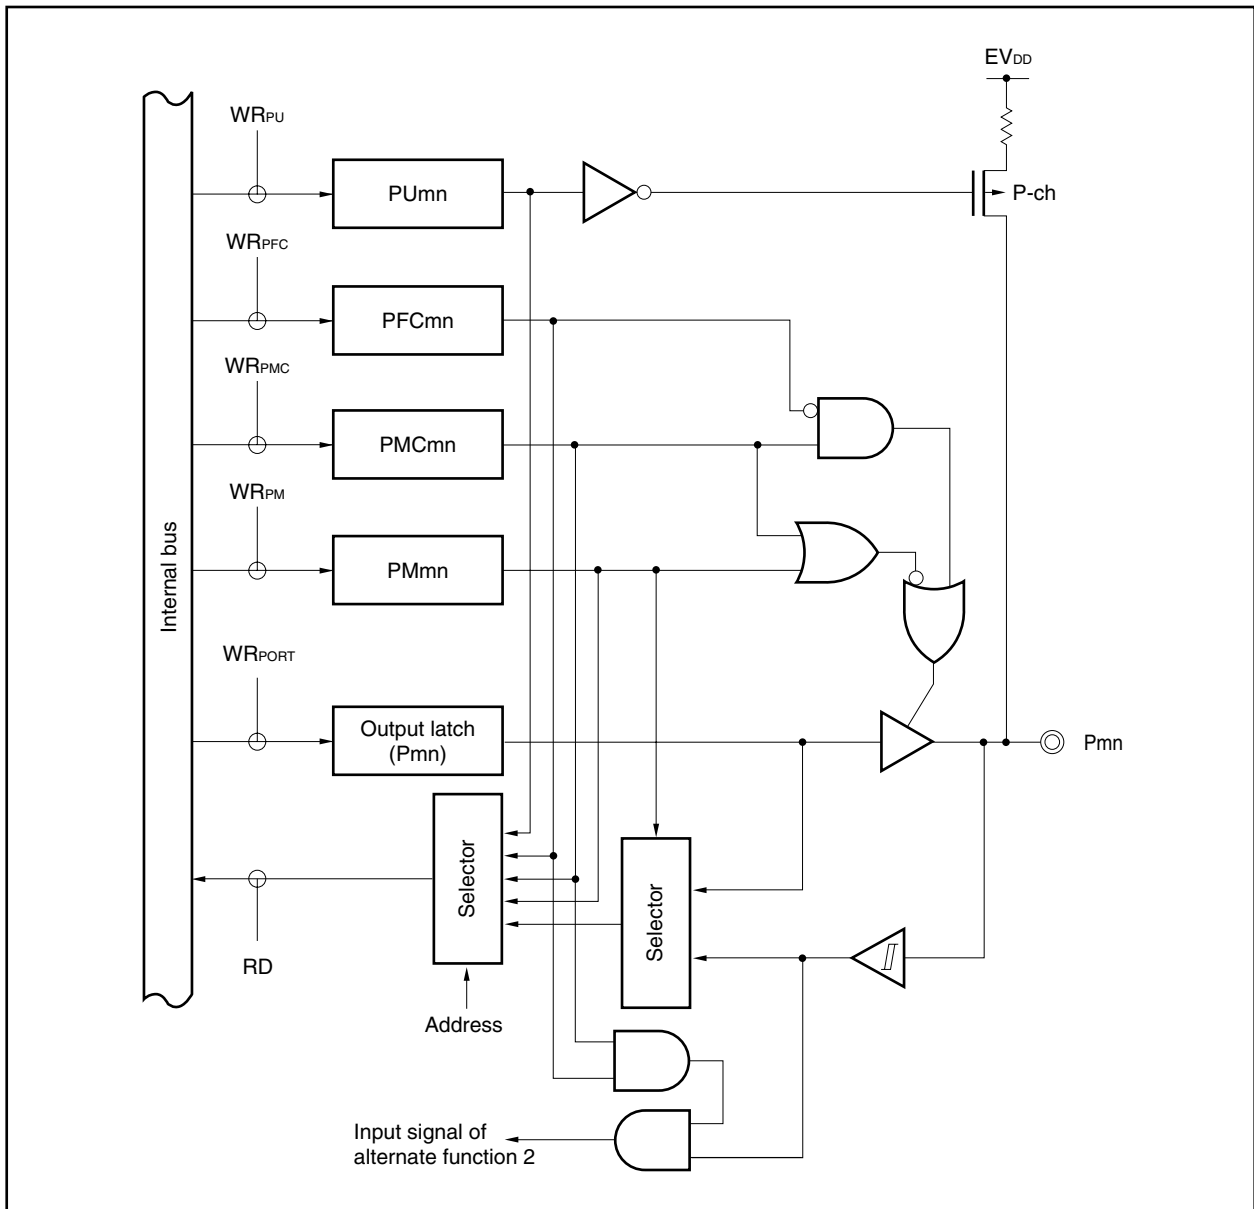 EVDD
WRPU
PUmn
P-ch
WRPFC
PFCmn
WRPMC
PMCmn
WRPM
PMmn
Internal bus
WRPORT
Output latch
(Pmn)
Pmn
Selector
Selector
RD
Address
Input signal of
alternate function 2